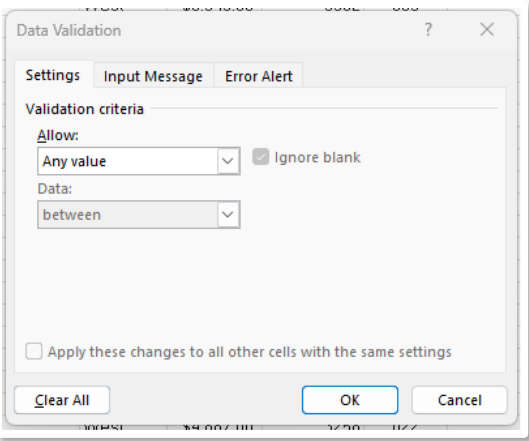 Data Validation ?
Settings Input Message Error Alert
Validation criteria
Allow:
Any value Ignore blank
Data:
between
Apply these changes to all other cells with the same settings
Clear All OK Cancel